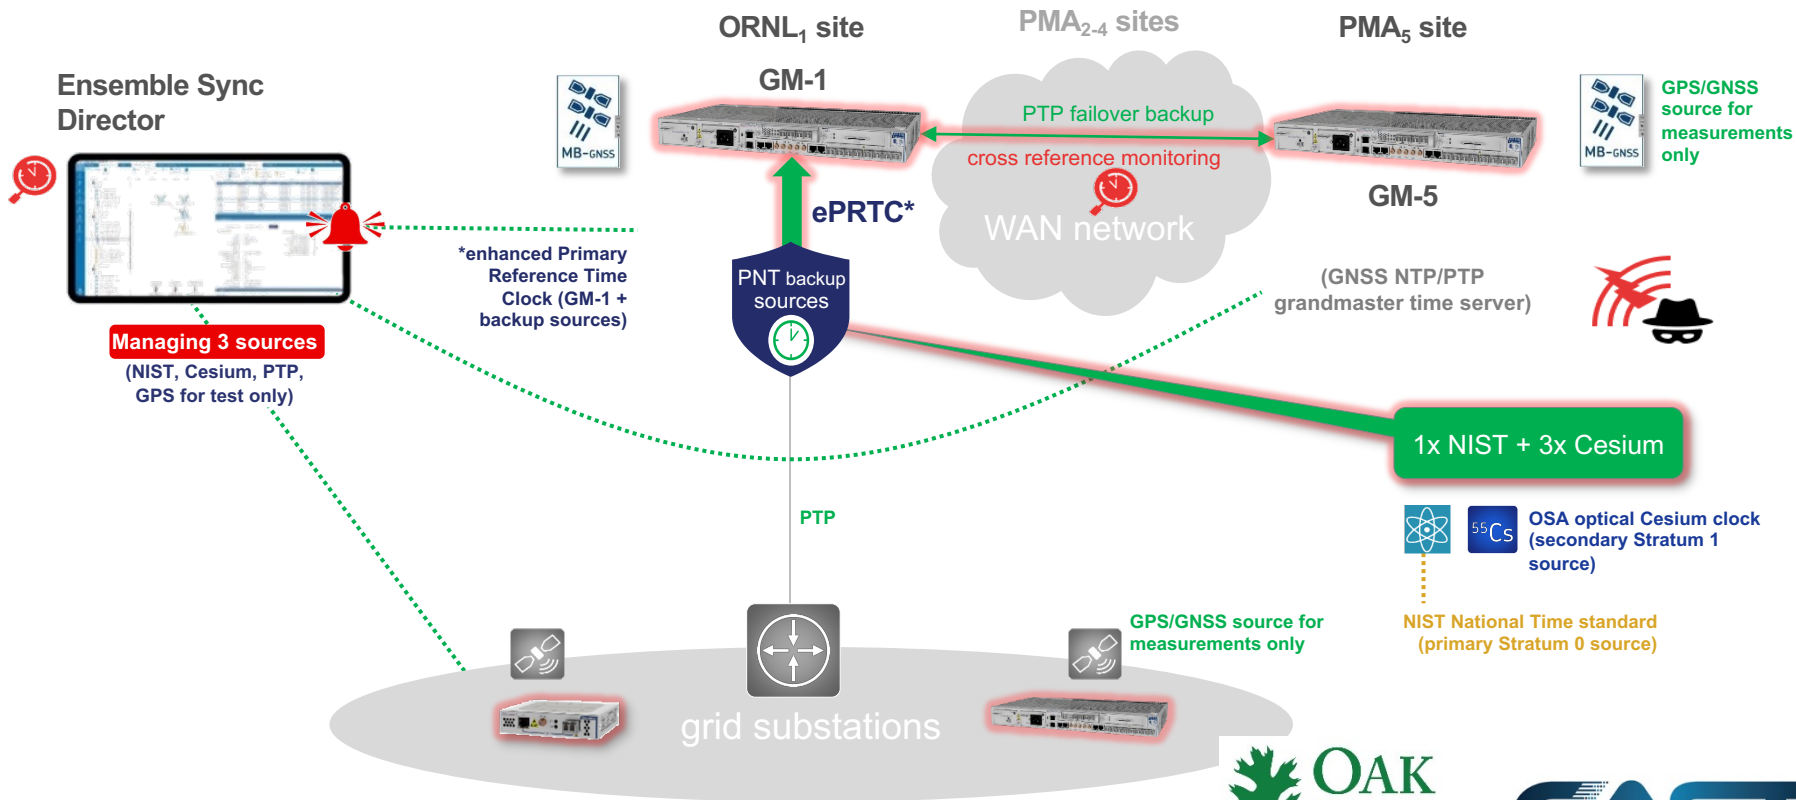 ORNL1 site
PMA2-4 sites
PMA5 site
Ensemble Sync
Director
GM-1
MB-GNSS
PTP failover backup
cross reference monitoring
WAN network
GM-5
MB-GNSS
GPS/GNSS
source for
measurements
only
ePRTC*
*enhanced Primary
Reference Time
Clock (GM-1 +
backup sources)
PNT backup
sources
(GNSS NTP/PTP
grandmaster time server)
Managing 3 sources
(NIST, Cesium, PTP,
GPS for test only)
1x NIST + 3x Cesium
PTP
55Cs
OSA optical Cesium clock
(secondary Stratum 1
source)
NIST National Time standard
(primary Stratum 0 source)
GPS/GNSS source for
measurements only
grid substations
OAK